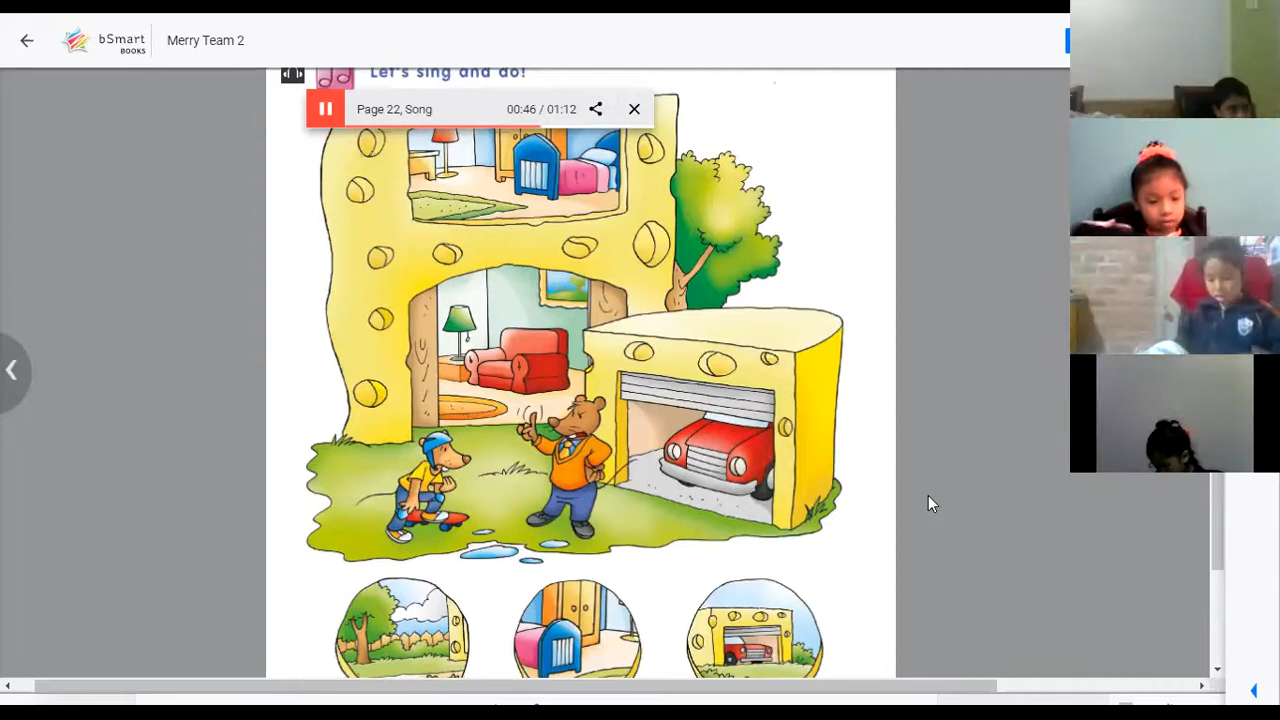 bSmart
BOOKS
Merry Team 2
Let's sing and do!
Page 22, Song
00:46 / 01:12